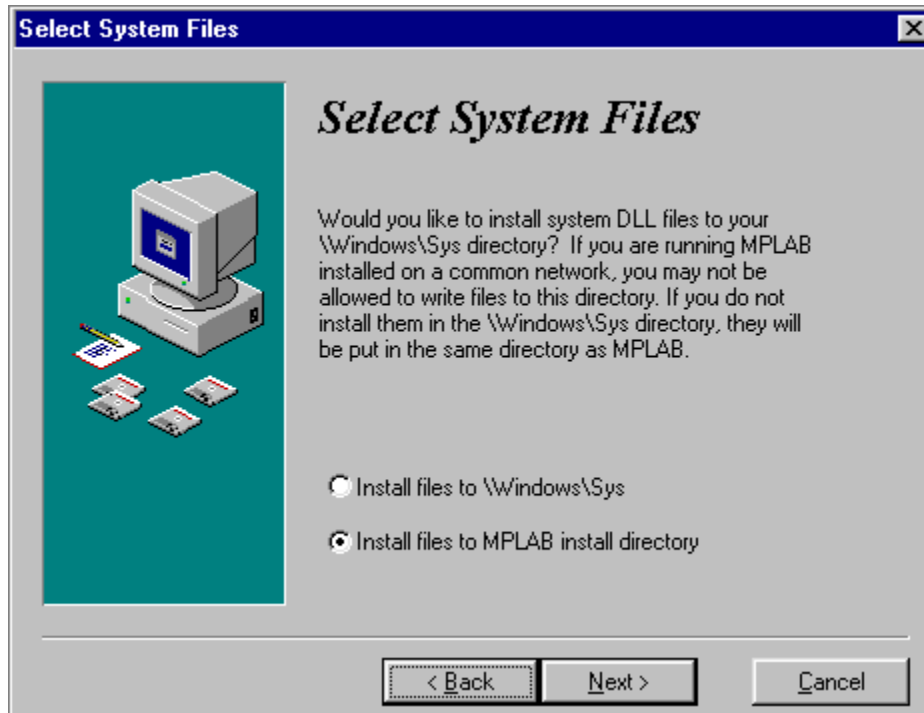 Select System Files
Select System Files
Would you like to install system DLL files to your
\Windows\Sys directory?  If you are running MPLAB
installed on a common network, you may not be
allowed to write files to this directory. If you do not
install them in the \Windows\Sys directory, they will
be put in the same directory as MPLAB.
Install files to \Windows\Sys
Install files to MPLAB install directory
< Back Next > Cancel